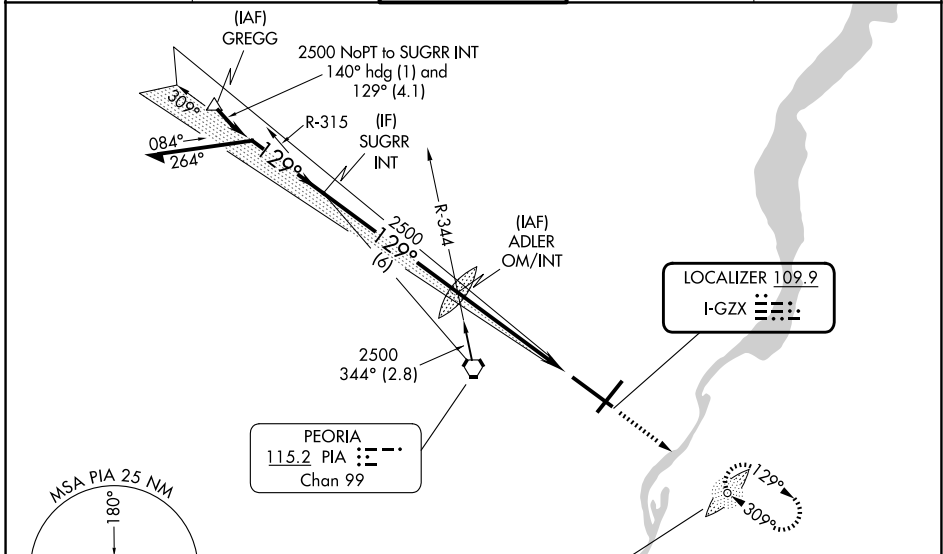 (IAF)
GREGG
2500 NoPT to SUGRR INT
140° hdg (1) and
129° (4.1)
309°
R-315
(IF)
SUGRR
INT
084°
264°
129°
R-344
2500
129°
(6)
(IAF)
ADLER
OM/INT
LOCALIZER 109.9
I-GZX
2500
344° (2.8)
PEORIA
115.2 PIA
Chan 99
MSA PIA 25 NM
180°
129°
309°